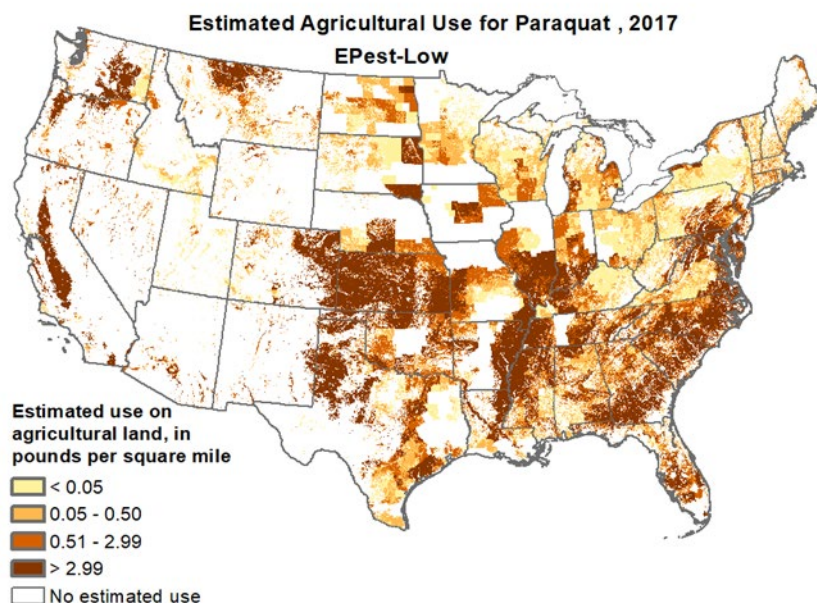 Estimated Agricultural Use for Paraquat , 2017
EPest-Low
Estimated use on
agricultural land, in
pounds per square mile
< 0.05
0.05 - 0.50
0.51 - 2.99
> 2.99
No estimated use